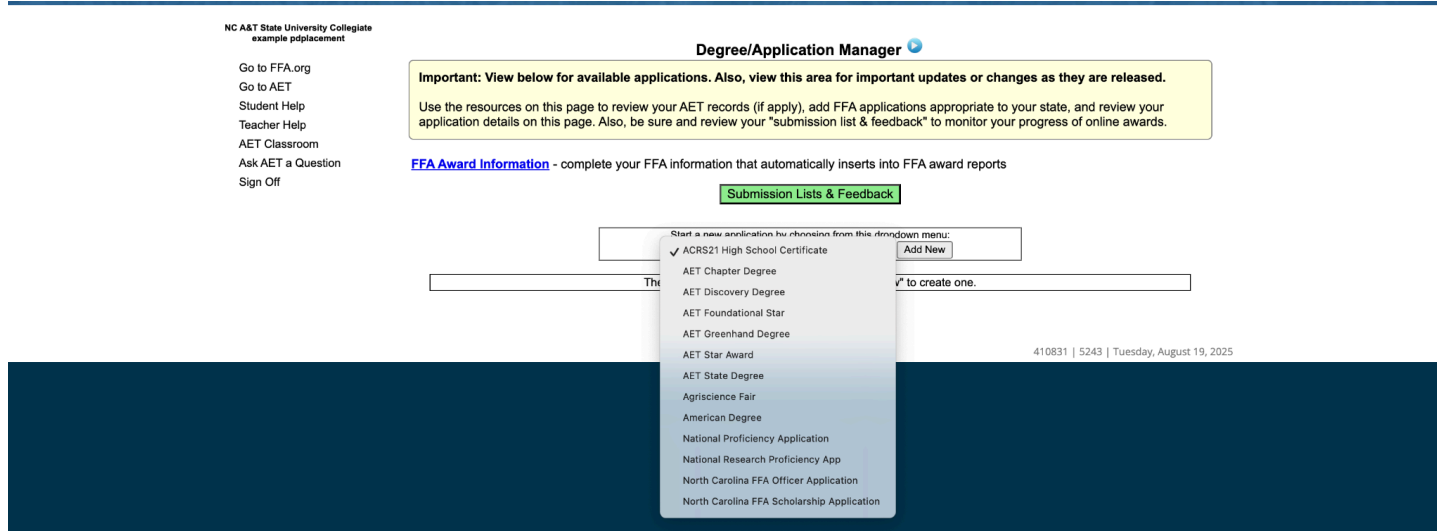 NC A&T State University Collegiate
example pdplacement
Go to FFA.org
Go to AET
Student Help
Teacher Help
AET Classroom
Ask AET a Question
Sign Off
Degree/Application Manager
Important: View below for available applications. Also, view this area for important updates or changes as they are released.
Use the resources on this page to review your AET records (if apply), add FFA applications appropriate to your state, and review your
application details on this page. Also, be sure and review your "submission list & feedback" to monitor your progress of online awards.
FFA Award Information - complete your FFA information that automatically inserts into FFA award reports
Submission Lists & Feedback
Start a new application by choosing from this dropdown menu:
✓ ACRS21 High School Certificate
Add New
AET Chapter Degree
AET Discovery Degree
AET Foundational Star
AET Greenhand Degree
AET Star Award
AET State Degree
Agriscience Fair
American Degree
National Proficiency Application
National Research Proficiency App
North Carolina FFA Officer Application
North Carolina FFA Scholarship Application
" to create one.
410831 | 5243 | Tuesday, August 19, 2025